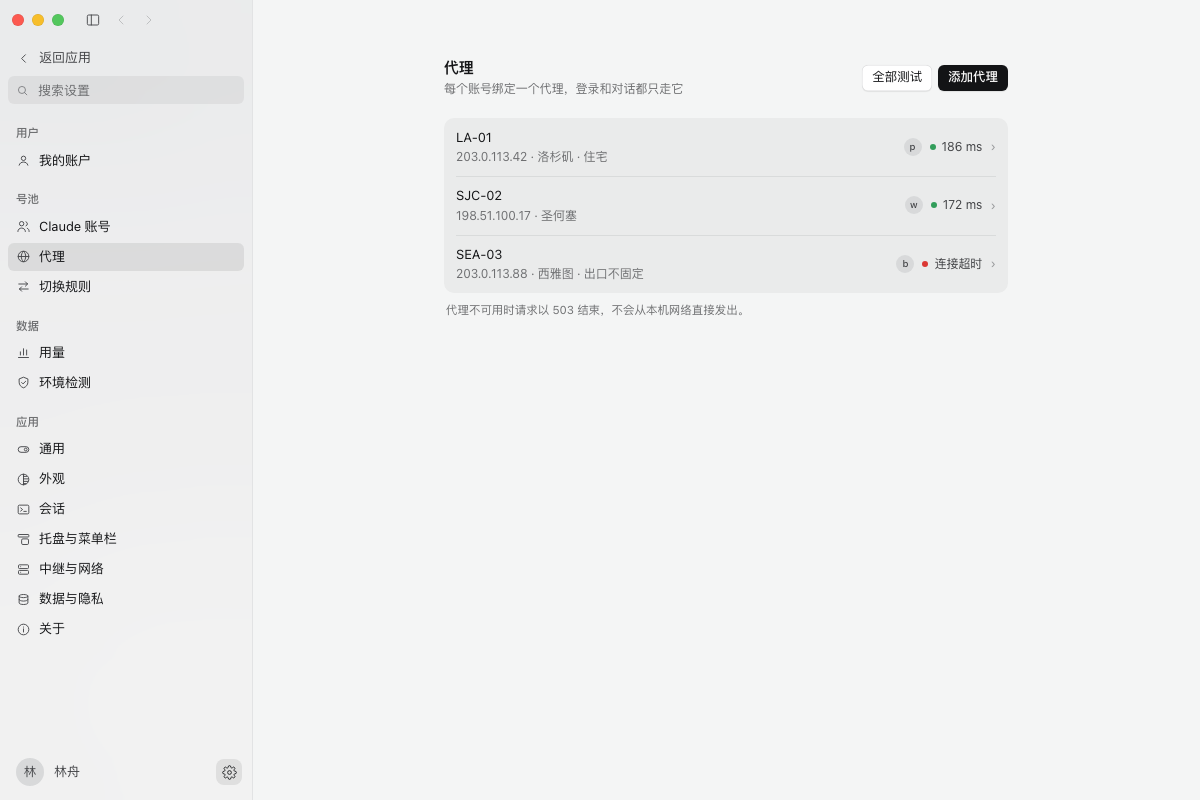 返回应用
搜索设置
用户
我的账户
号池
Claude 账号
代理
切换规则
数据
用量
环境检测
应用
通用
外观
会话
托盘与菜单栏
中继与网络
数据与隐私
关于
林 林舟
代理
每个账号绑定一个代理，登录和对话都只走它
全部测试 添加代理
LA-01
203.0.113.42 · 洛杉矶 · 住宅
p 186 ms
SJC-02
198.51.100.17 · 圣何塞
w 172 ms
SEA-03
203.0.113.88 · 西雅图 · 出口不固定
b 连接超时
代理不可用时请求以 503 结束，不会从本机网络直接发出。